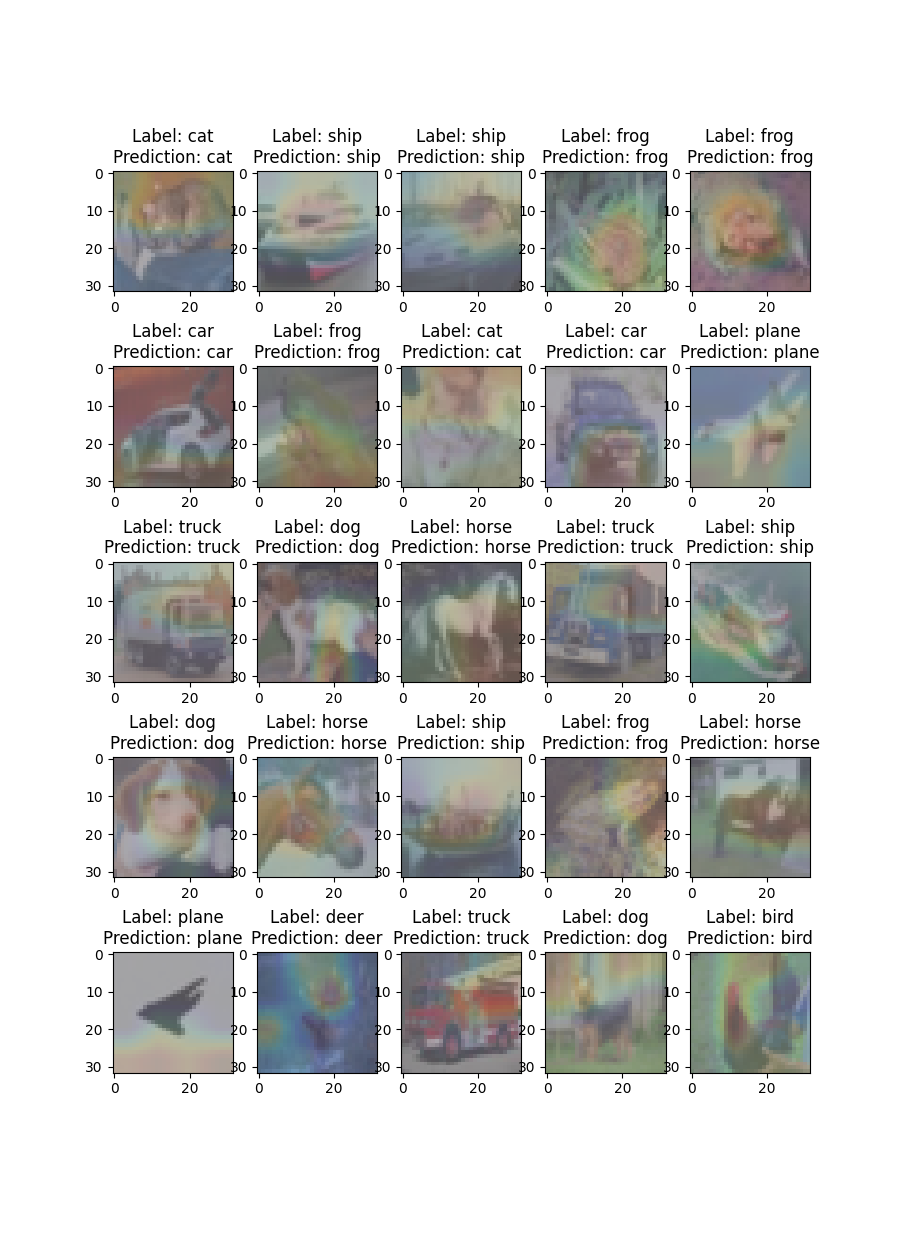 Label: cat Label: ship Label: ship Label: frog Label: frog
Prediction: cat Prediction: ship Prediction: ship Prediction: frog Prediction: frog
0 0 0 0 0
10 10 10 10 10
20 20 20 20 20
30 30 30 30 30
0 20 0 20 0 20 0 20 0 20
Label: car Label: frog Label: cat Label: car Label: plane
Prediction: car Prediction: frog Prediction: cat Prediction: car Prediction: plane
0 0 0 0 0
10 10 10 10 10
20 20 20 20 20
30 30 30 30 30
0 20 0 20 0 20 0 20 0 20
Label: truck Label: dog Label: horse Label: truck Label: ship
Prediction: truck Prediction: dog Prediction: horse Prediction: truck Prediction: ship
0 0 0 0 0
10 10 10 10 10
20 20 20 20 20
30 30 30 30 30
0 20 0 20 0 20 0 20 0 20
Label: dog Label: horse Label: ship Label: frog Label: horse
Prediction: dog Prediction: horse Prediction: ship Prediction: frog Prediction: horse
0 0 0 0 0
10 10 10 10 10
20 20 20 20 20
30 30 30 30 30
0 20 0 20 0 20 0 20 0 20
Label: plane Label: deer Label: truck Label: dog Label: bird
Prediction: plane Prediction: deer Prediction: truck Prediction: dog Prediction: bird
0 0 0 0 0
10 10 10 10 10
20 20 20 20 20
30 30 30 30 30
0 20 0 20 0 20 0 20 0 20